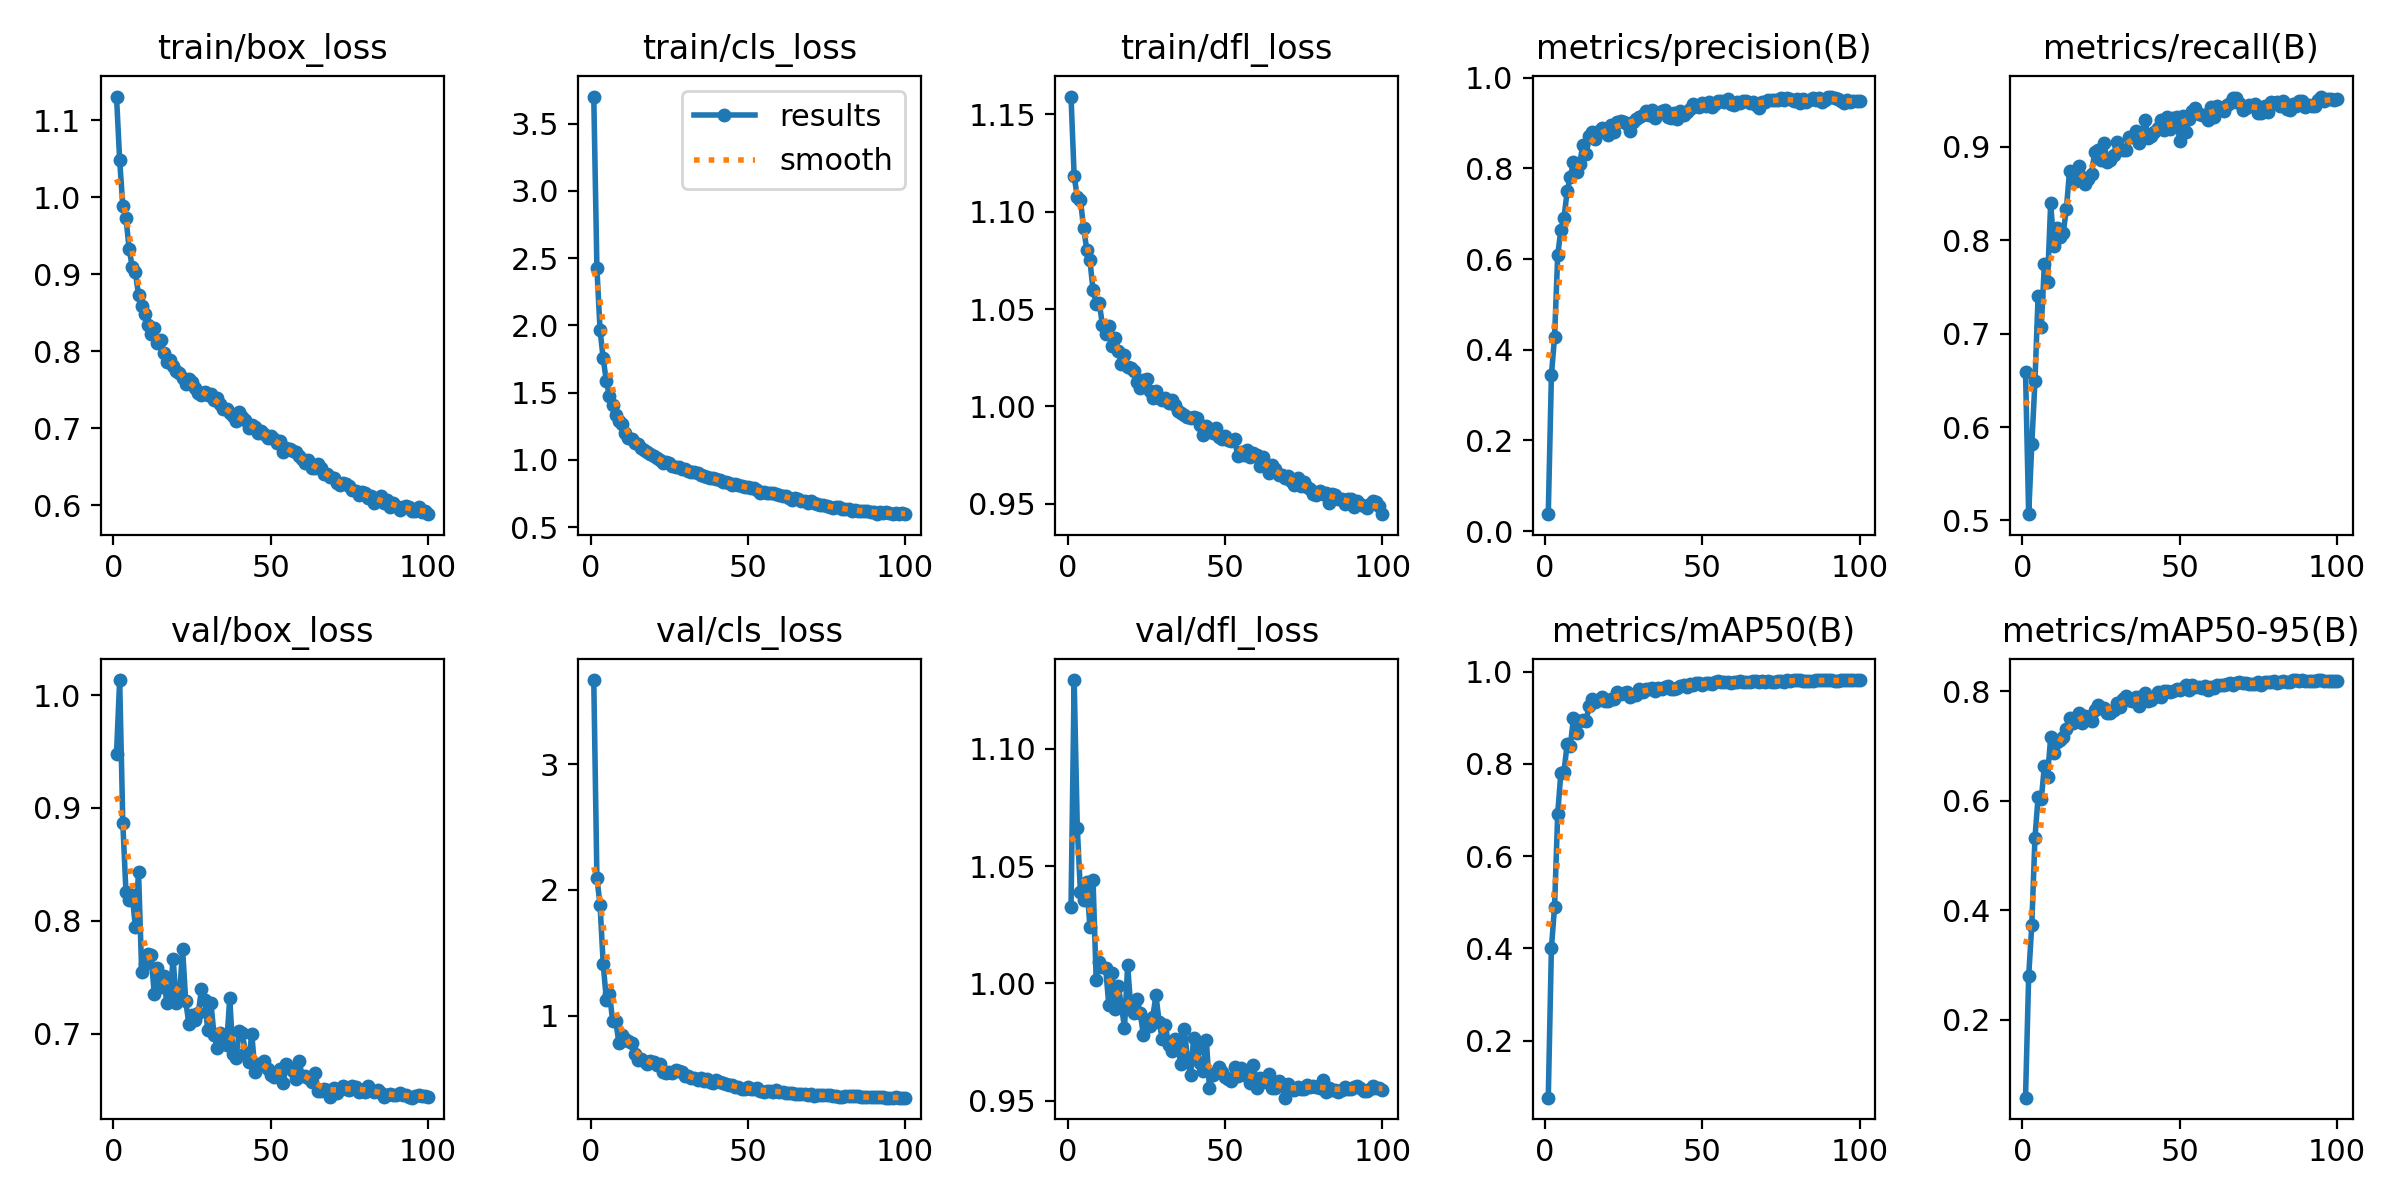 train/box_loss
1.1
1.0
0.9
0.8
0.7
0.6
0 50 100
train/cls_loss
3.5
3.0
2.5
2.0
1.5
1.0
0.5
0 50 100
results
smooth
train/dfl_loss
1.15
1.10
1.05
1.00
0.95
0 50 100
metrics/precision(B)
1.0
0.8
0.6
0.4
0.2
0.0
0 50 100
metrics/recall(B)
0.9
0.8
0.7
0.6
0.5
0 50 100
val/box_loss
1.0
0.9
0.8
0.7
0 50 100
val/cls_loss
3
2
1
0 50 100
val/dfl_loss
1.10
1.05
1.00
0.95
0 50 100
metrics/mAP50(B)
1.0
0.8
0.6
0.4
0.2
0 50 100
metrics/mAP50-95(B)
0.8
0.6
0.4
0.2
0 50 100